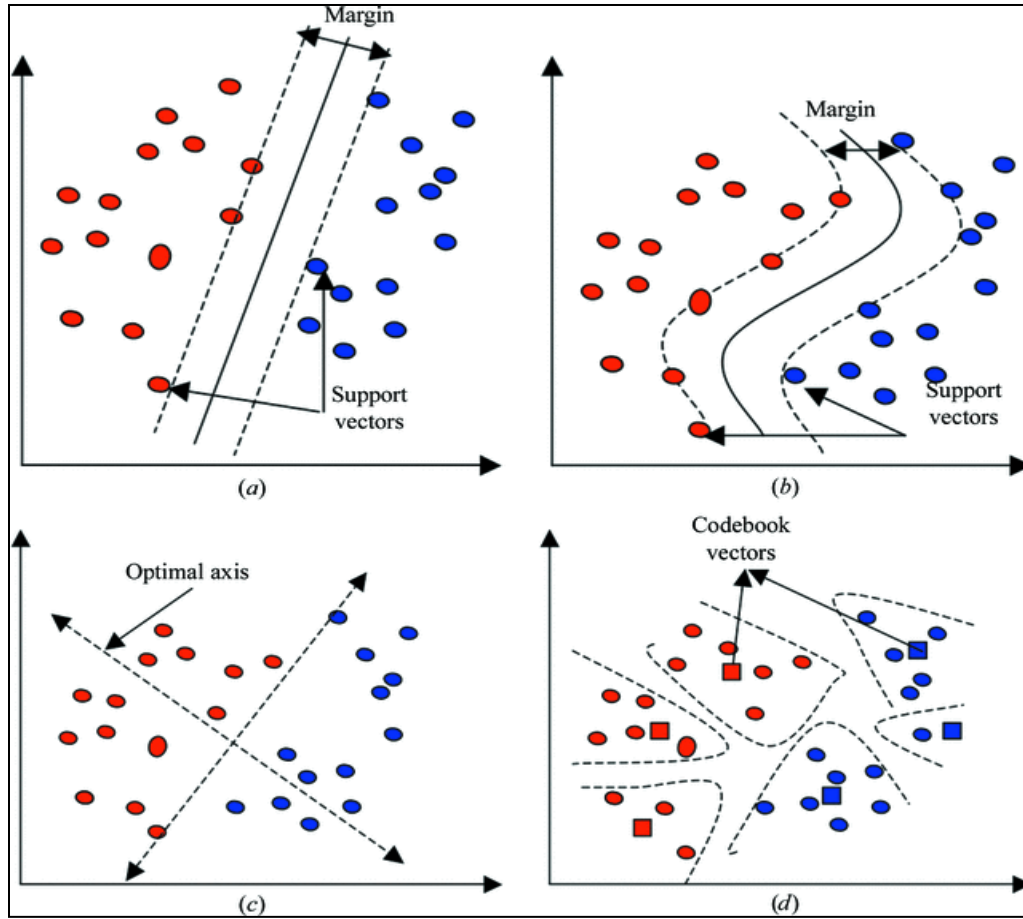 Margin
Support
vectors
(a)
Margin
Support
vectors
(b)
Optimal axis
(c)
Codebook
vectors
(d)